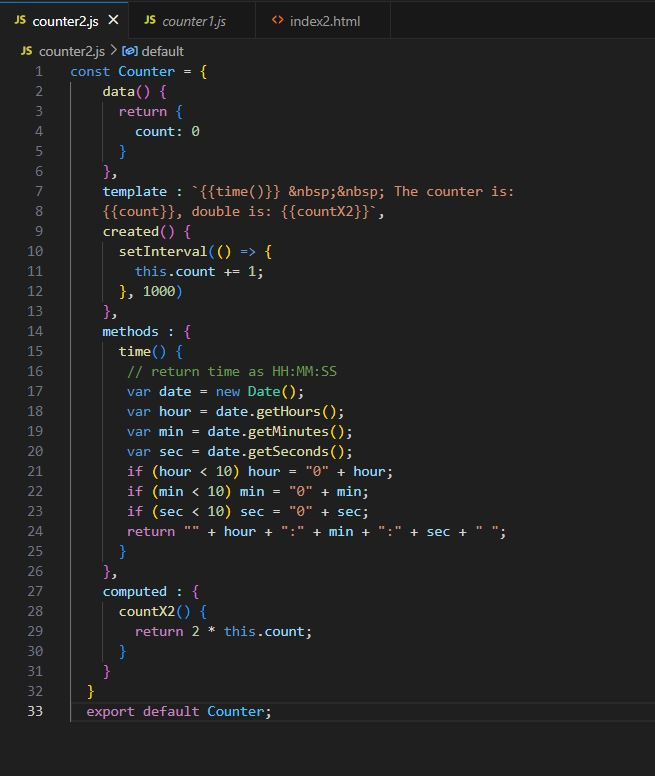 JS counter2.js × JS counter1.js <> index2.html
JS counter2.js > default
1 const Counter = {
2     data() {
3       return {
4         count: 0
5       }
6     },
7     template : `{{time()}} &nbsp;&nbsp; The counter is:
8     {{count}}, double is: {{countX2}}`,
9     created() {
10       setInterval(() => {
11         this.count += 1;
12       }, 1000)
13     },
14     methods : {
15       time() {
16        // return time as HH:MM:SS
17        var date = new Date();
18        var hour = date.getHours();
19        var min = date.getMinutes();
20        var sec = date.getSeconds();
21        if (hour < 10) hour = "0" + hour;
22        if (min < 10) min = "0" + min;
23        if (sec < 10) sec = "0" + sec;
24        return "" + hour + ":" + min + ":" + sec + " ";
25       }
26     },
27     computed : {
28       countX2() {
29         return 2 * this.count;
30       }
31     }
32   }
33   export default Counter;